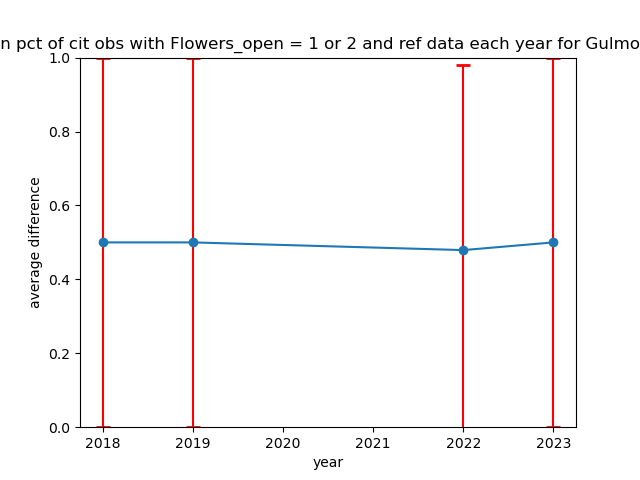 n pct of cit obs with Flowers_open = 1 or 2 and ref data each year for Gulmo
1.0
0.8
0.6
0.4
0.2
0.0
average difference
2018 2019 2020 2021 2022 2023
year